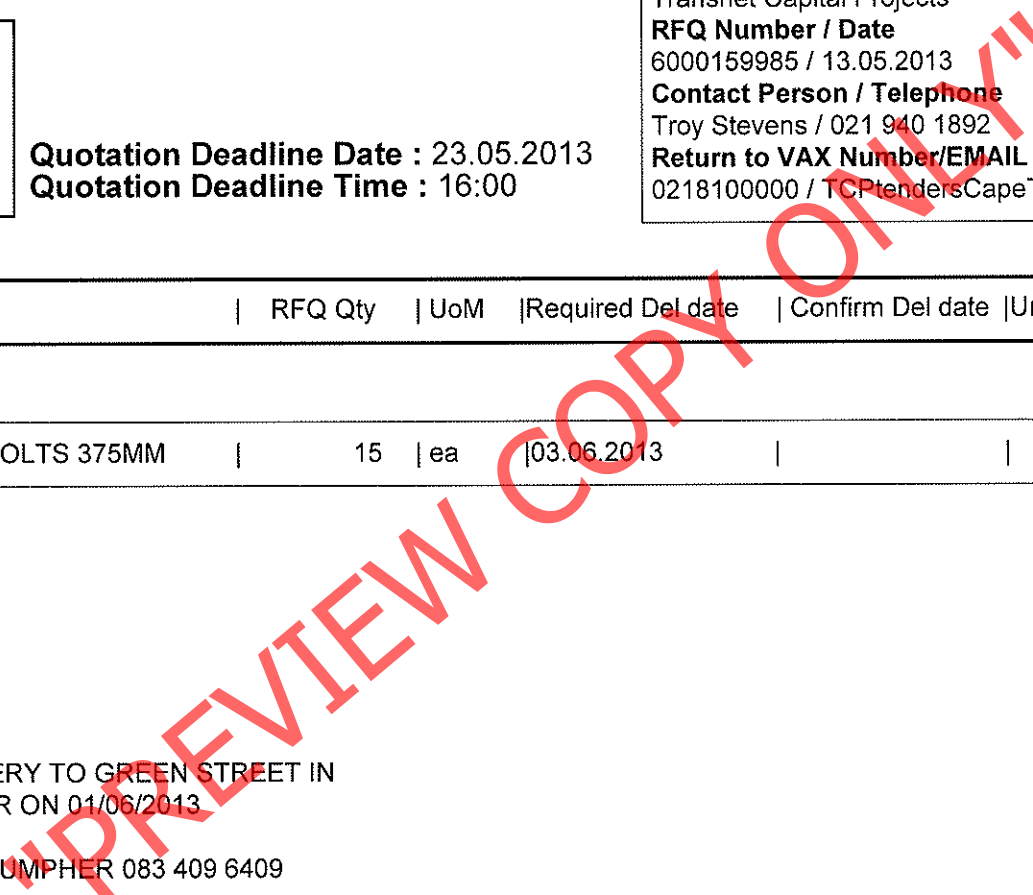 Transnet Capital Projects
RFQ Number / Date
6000159985 / 13.05.2013
Contact Person / Telephone
Troy Stevens / 021 940 1892
Quotation Deadline Date : 23.05.2013
Return to VAX Number/EMAIL
Quotation Deadline Time : 16:00
0218100000 / TCPtendersCape
| RFQ Qty | UoM |Required Del date | Confirm Del date |Un
OLTS 375MM | 15 | ea |03.06.2013 | |
ERY TO GREEN STREET IN
R ON 01/06/2013
UMPHER 083 409 6409
"PREVIEW COPY ONLY"